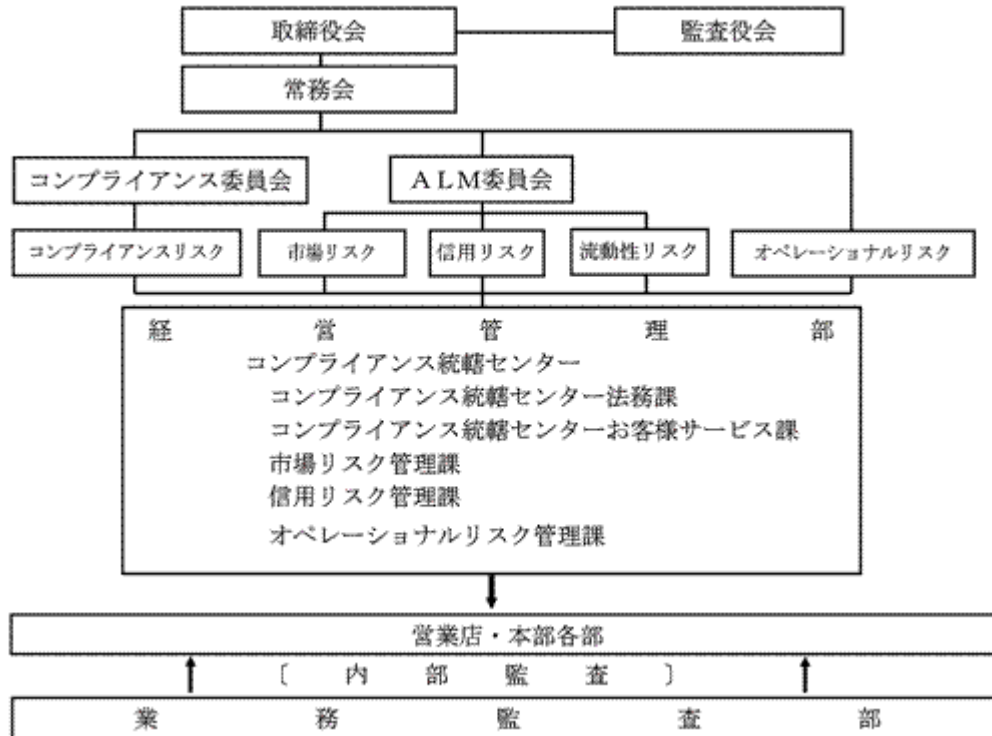 取締役会
監査役会
常務会
コンプライアンス委員会
ALM委員会
コンプライアンスリスク
市場リスク
信用リスク
流動性リスク
オペレーショナルリスク
経営管理部
コンプライアンス統轄センター
コンプライアンス統轄センター法務課
コンプライアンス統轄センターお客様サービス課
市場リスク管理課
信用リスク管理課
オペレーショナルリスク管理課
営業店・本部各部
〔内部監査〕
業務監査部